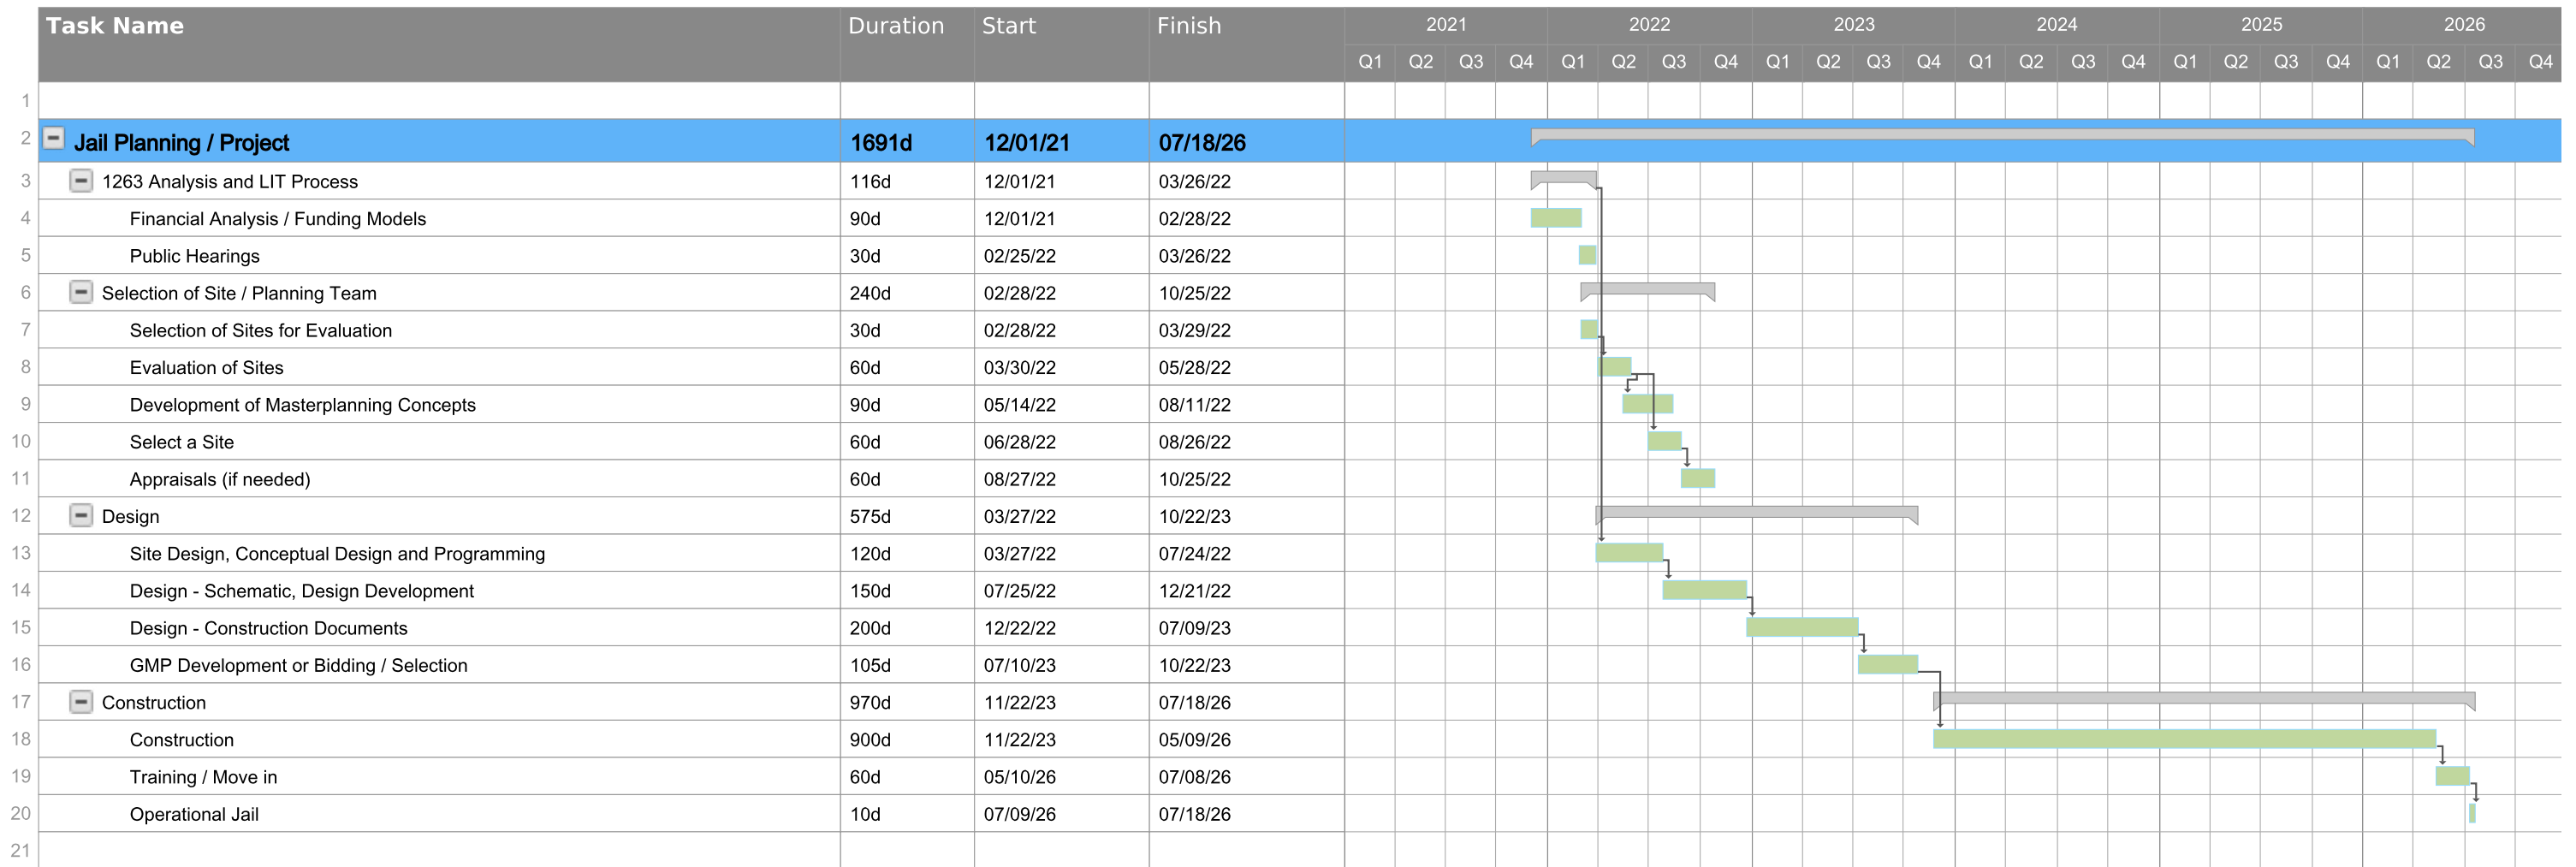 Task Name Duration Start Finish 2021 2022 2023 2024 2025 2026
Q1 Q2 Q3 Q4 Q1 Q2 Q3 Q4 Q1 Q2 Q3 Q4 Q1 Q2 Q3 Q4 Q1 Q2 Q3 Q4 Q1 Q2 Q3 Q4
1
2 Jail Planning / Project 1691d 12/01/21 07/18/26
3 1263 Analysis and LIT Process 116d 12/01/21 03/26/22
4 Financial Analysis / Funding Models 90d 12/01/21 02/28/22
5 Public Hearings 30d 02/25/22 03/26/22
6 Selection of Site / Planning Team 240d 02/28/22 10/25/22
7 Selection of Sites for Evaluation 30d 02/28/22 03/29/22
8 Evaluation of Sites 60d 03/30/22 05/28/22
9 Development of Masterplanning Concepts 90d 05/14/22 08/11/22
10 Select a Site 60d 06/28/22 08/26/22
11 Appraisals (if needed) 60d 08/27/22 10/25/22
12 Design 575d 03/27/22 10/22/23
13 Site Design, Conceptual Design and Programming 120d 03/27/22 07/24/22
14 Design - Schematic, Design Development 150d 07/25/22 12/21/22
15 Design - Construction Documents 200d 12/22/22 07/09/23
16 GMP Development or Bidding / Selection 105d 07/10/23 10/22/23
17 Construction 970d 11/22/23 07/18/26
18 Construction 900d 11/22/23 05/09/26
19 Training / Move in 60d 05/10/26 07/08/26
20 Operational Jail 10d 07/09/26 07/18/26
21